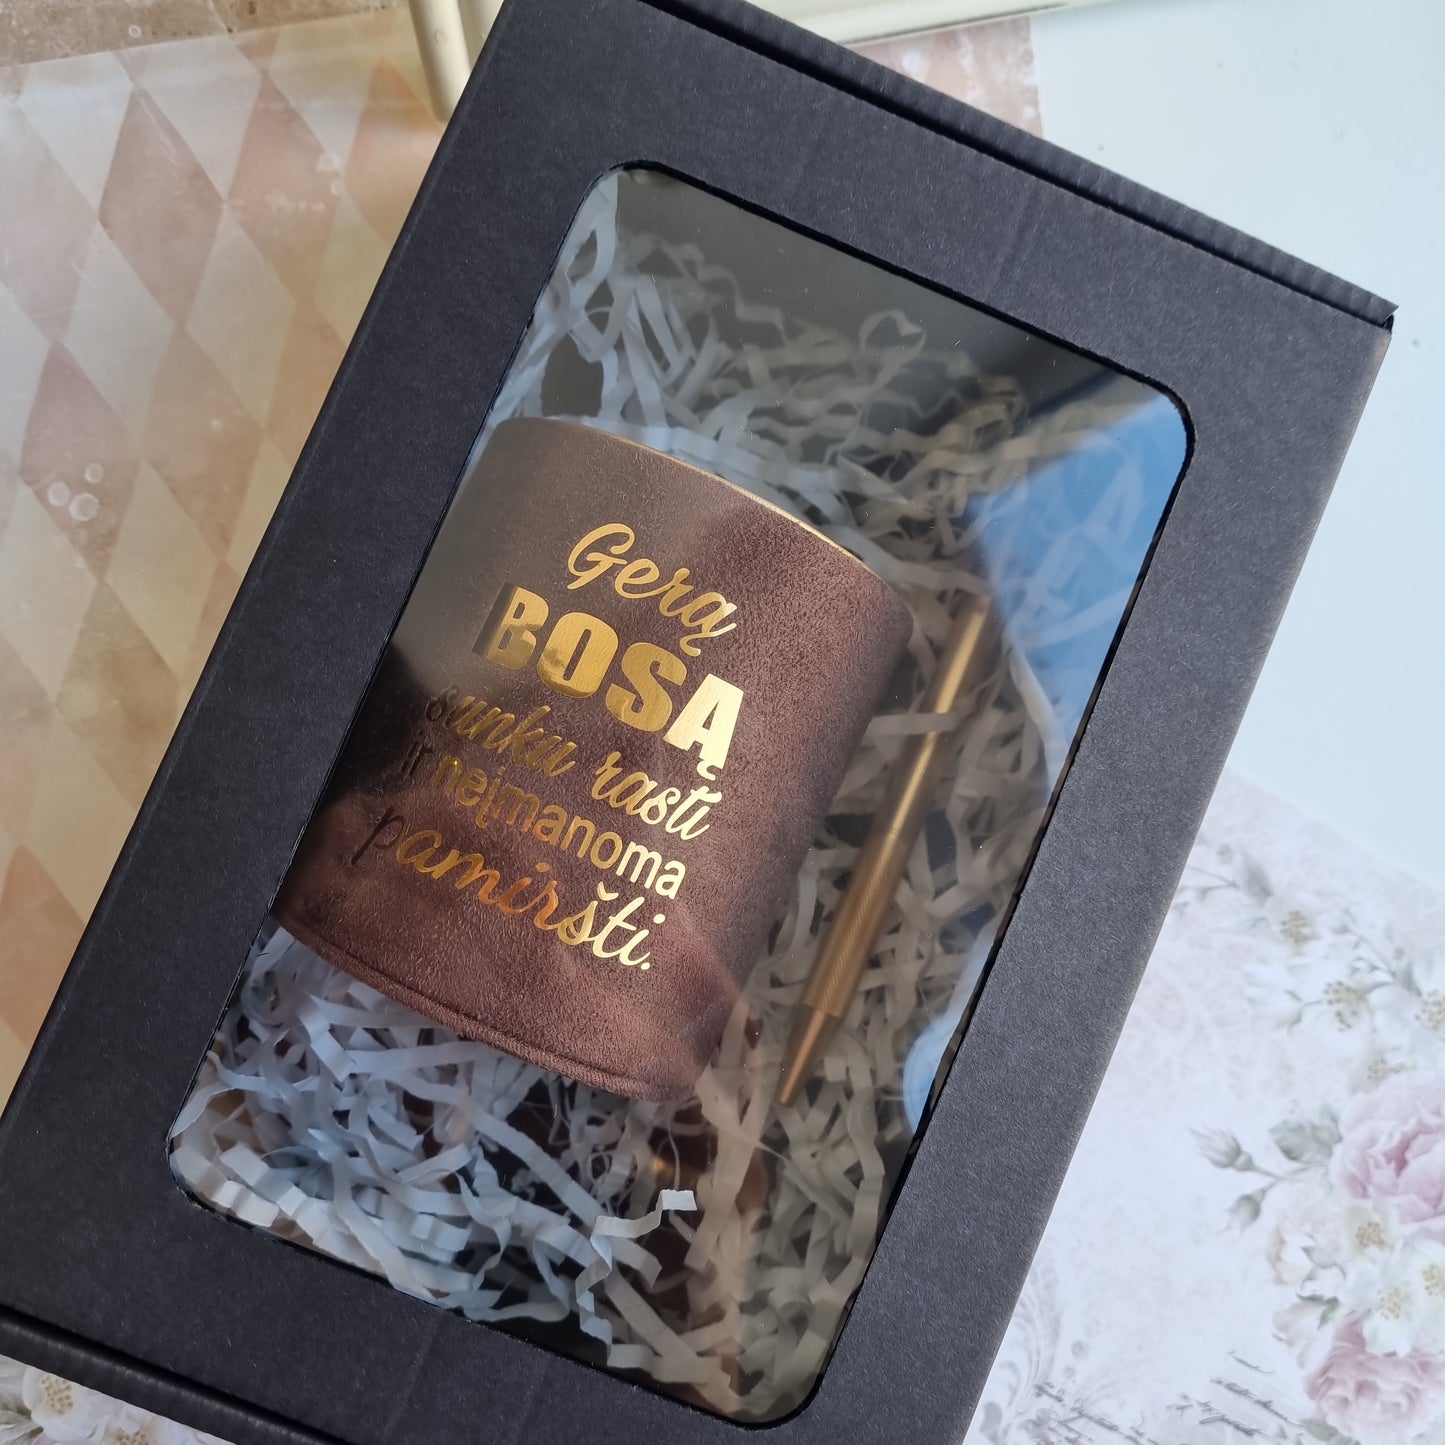 Gerą
BOSĄ
sunku rasti
ir neįmanoma
pamiršti.